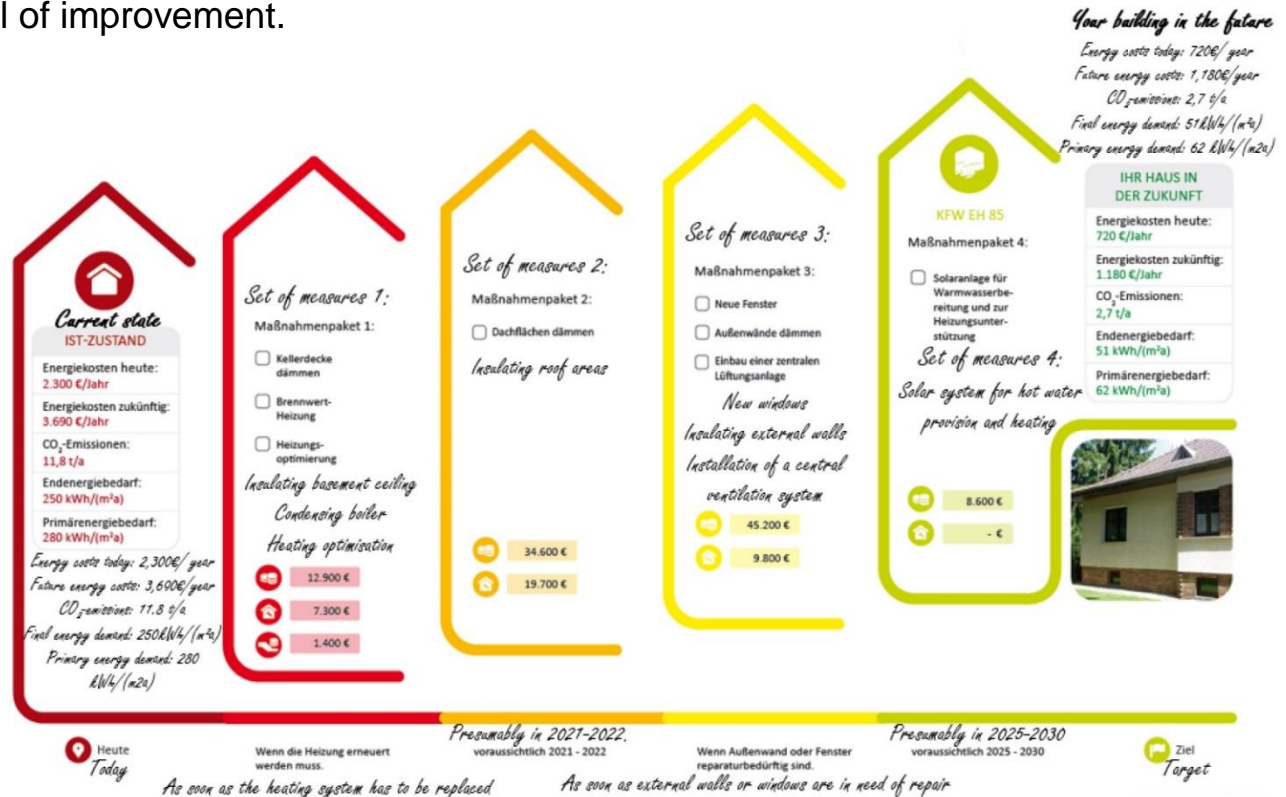 l of improvement.
Your building in the future
Energy costs today: 720€/ year
Future energy costs: 1,180€/year
CO2-emissions: 2,7 t/a
Final energy demand: 51kWh/(m²a)
Primary energy demand: 62 kWh/(m2a)
IHR HAUS IN
DER ZUKUNFT
Energiekosten heute:
720 €/Jahr
Energiekosten zukünftig:
1.180 €/Jahr
CO2-Emissionen:
2,7 t/a
Endenergiebedarf:
51 kWh/(m²a)
Primärenergiebedarf:
62 kWh/(m²a)
Current state
IST-ZUSTAND
Energiekosten heute:
2.300 €/Jahr
Energiekosten zukünftig:
3.690 €/Jahr
CO2-Emissionen:
11,8 t/a
Endenergiebedarf:
250 kWh/(m²a)
Primärenergiebedarf:
280 kWh/(m²a)
Energy costs today: 2,300€/ year
Future energy costs: 3,690€/year
CO2-emissions: 11.8 t/a
Final energy demand: 250kWh/(m²a)
Primary energy demand: 280
kWh/(m2a)
Set of measures 1:
Maßnahmenpaket 1:
Kellerdecke
dämmen
Brennwert-
Heizung
Heizungs-
optimierung
Insulating basement ceiling
Condensing boiler
Heating optimisation
12.900 €
7.300 €
1.400 €
Set of measures 2:
Maßnahmenpaket 2:
Dachflächen dämmen
Insulating roof areas
34.600 €
19.700 €
Set of measures 3:
Maßnahmenpaket 3:
Neue Fenster
Außenwände dämmen
Einbau einer zentralen
Lüftungsanlage
New windows
Insulating external walls
Installation of a central
ventilation system
45.200 €
9.800 €
KFW EH 85
Maßnahmenpaket 4:
Solaranlage für
Warmwasserbe-
reitung und zur
Heizungsunter-
stützung
Set of measures 4:
Solar system for hot water
provision and heating
8.600 €
- €
Heute
Today
Wenn die Heizung erneuert
werden muss.
As soon as the heating system has to be replaced
Presumably in 2021-2022.
voraussichtlich 2021 - 2022
Wenn Außenwand oder Fenster
reparaturbedürftig sind.
As soon as external walls or windows are in need of repair
Presumably in 2025-2030
voraussichtlich 2025 - 2030
Ziel
Target